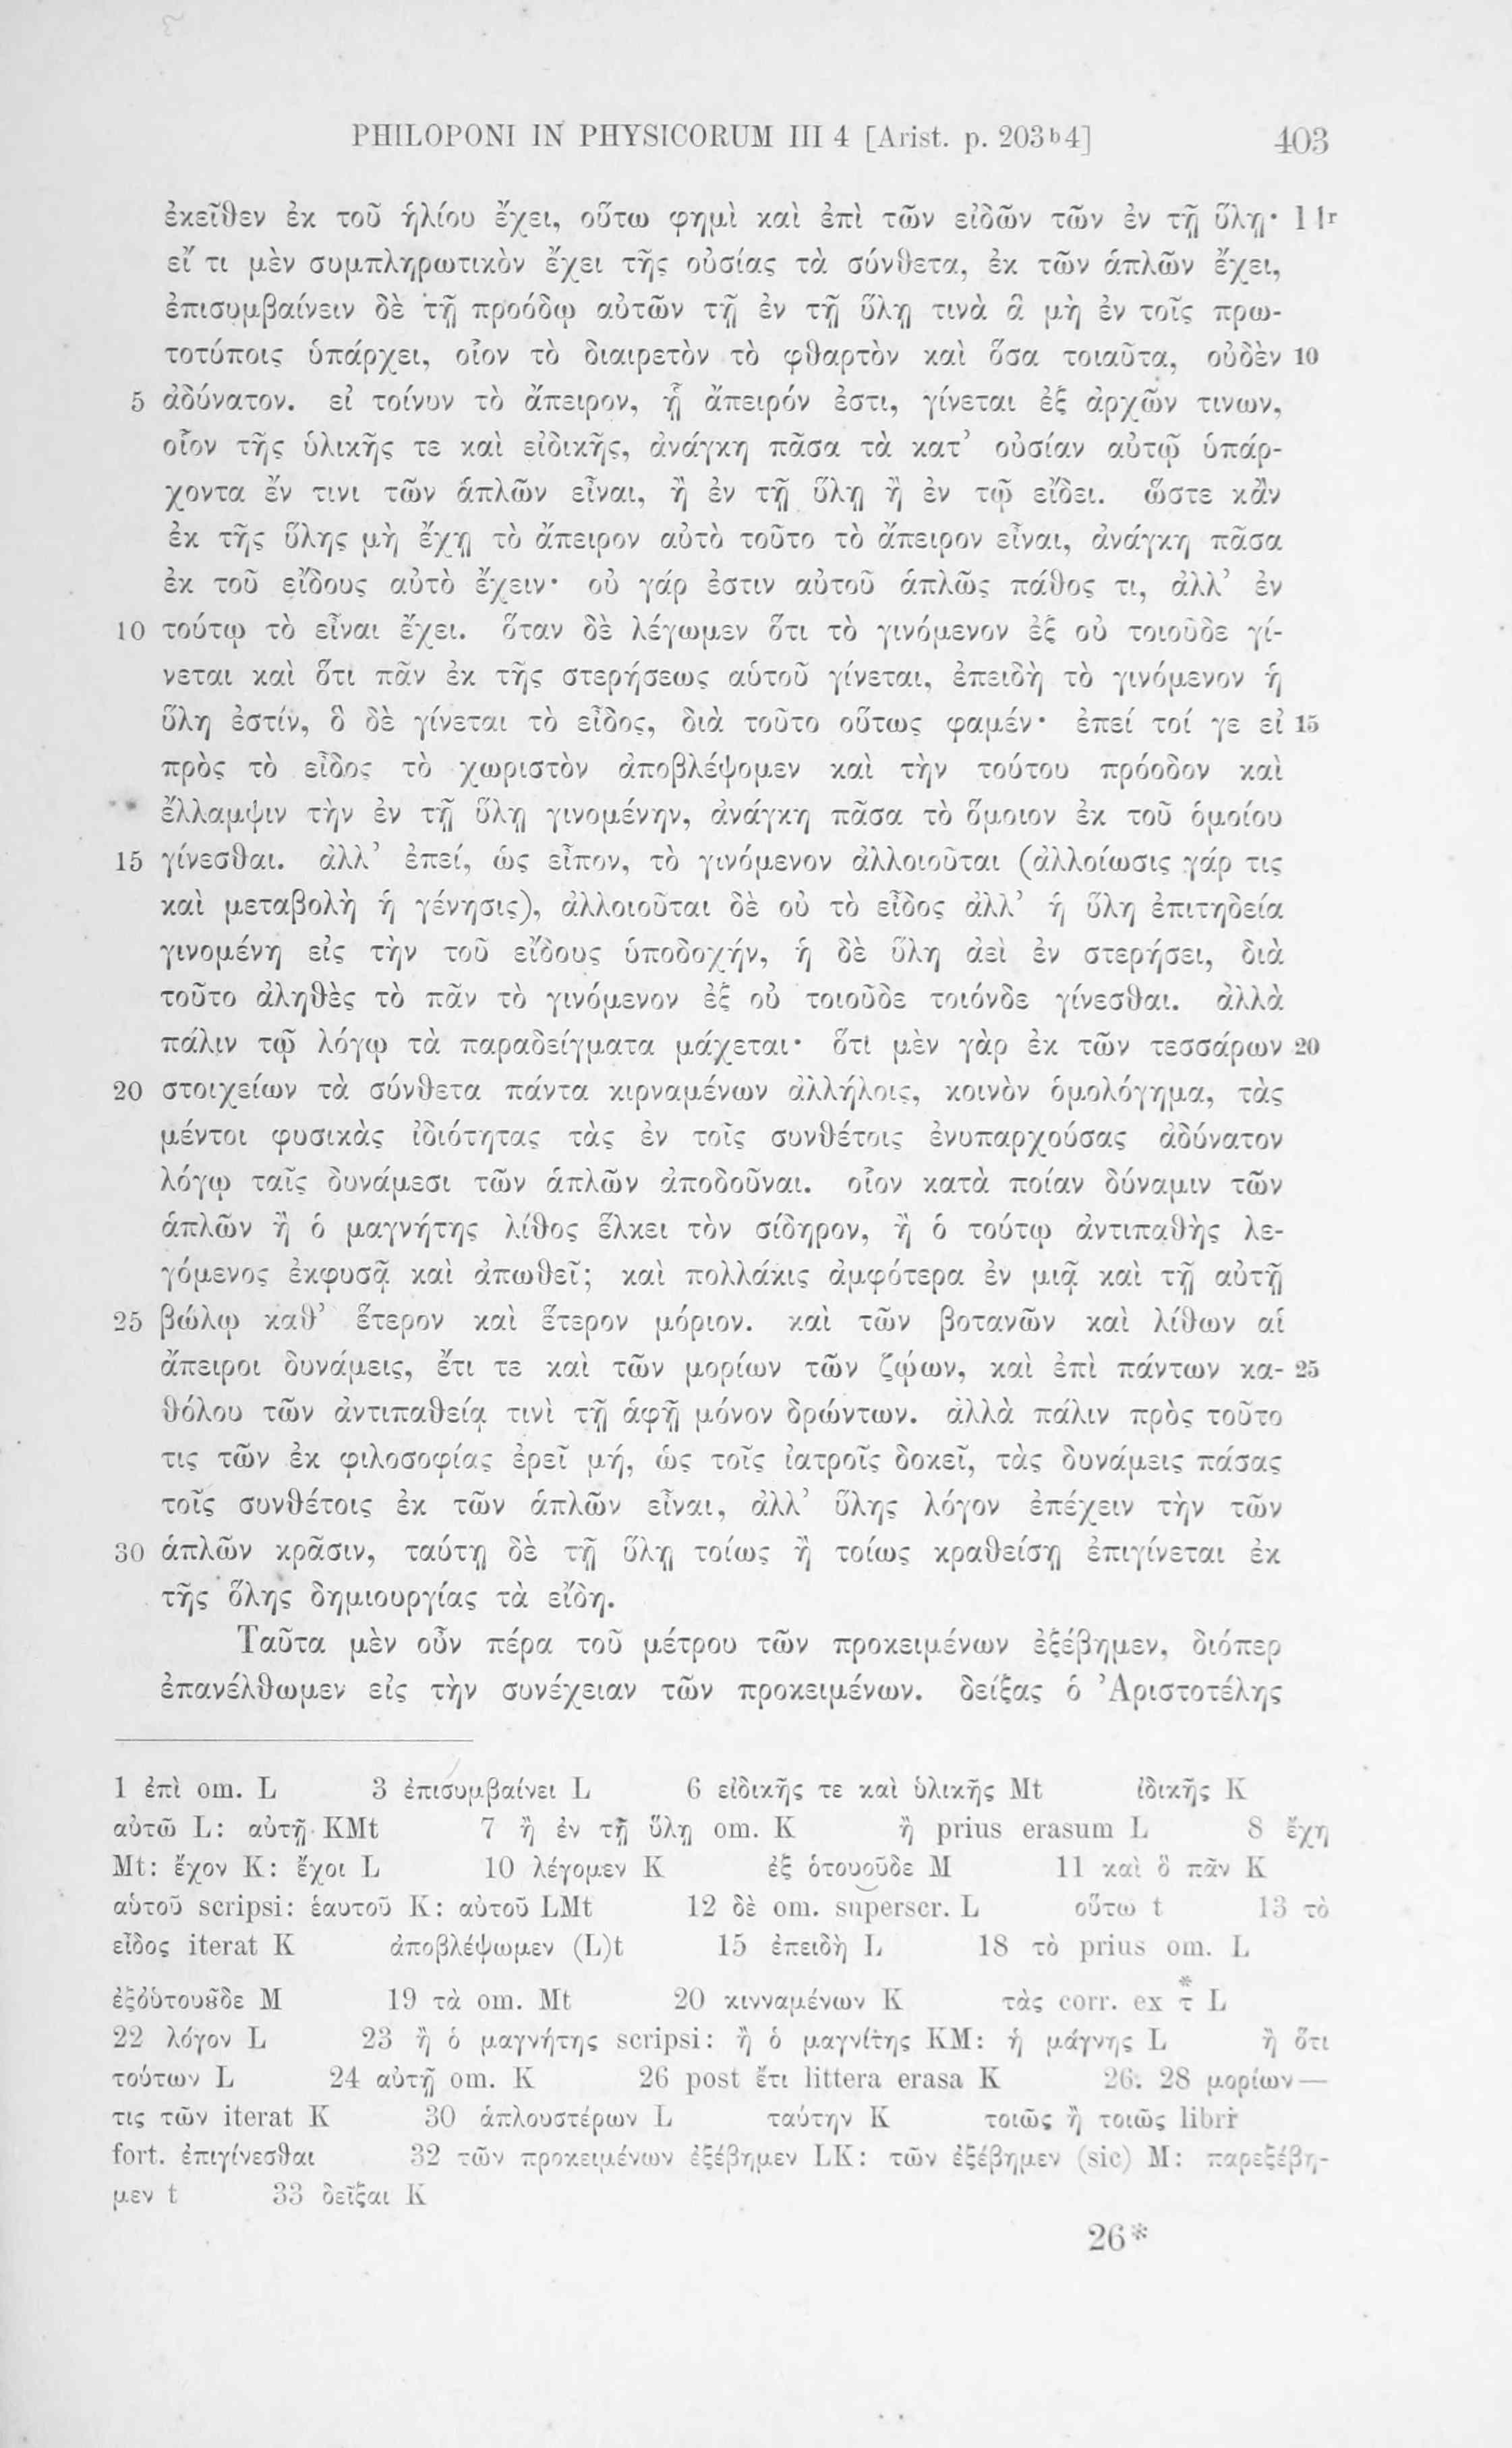 PHILOPONI IN PHYSICORUM III 4 [Arist. p. 203b4] 403
ἐκεῖθεν ἐκ τοῦ ἡλίου ἔχει, οὕτω φημὶ καὶ ἐπὶ τῶν εἰδῶν τῶν ἐν τῇ ὕλῃ·
εἴ τι μὲν συμπληρωτικὸν ἔχει τῆς οὐσίας τὰ σύνθετα, ἐκ τῶν ἁπλῶν ἔχει,
ἐπισυμβαίνειν δὲ τῇ προόδῳ αὐτῶν τῇ ἐν τῇ ὕλῃ τινὰ ἃ μὴ ἐν τοῖς πρω-
τοτύποις ὑπάρχει, οἷον τὸ διαιρετὸν τὸ φθαρτὸν καὶ ὅσα τοιαῦτα, οὐδὲν 10
5 ἀδύνατον. εἰ τοίνυν τὸ ἄπειρον, ᾗ ἄπειρόν ἐστι, γίνεται ἐξ ἀρχῶν τινων,
οἷον τῆς ὑλικῆς τε καὶ εἰδικῆς, ἀνάγκη πᾶσα τὰ κατ’ οὐσίαν αὐτῷ ὑπάρ-
χοντα ἔν τινι τῶν ἁπλῶν εἶναι, ἢ ἐν τῇ ὕλῃ ἢ ἐν τῷ εἴδει. ὥστε κἂν
ἐκ τῆς ὕλης μὴ ἔχῃ τὸ ἄπειρον αὐτὸ τοῦτο τὸ ἄπειρον εἶναι, ἀνάγκη πᾶσα
ἐκ τοῦ εἴδους αὐτὸ ἔχειν· οὐ γάρ ἐστιν αὐτοῦ ἁπλῶς πάθος τι, ἀλλ’ ἐν
10 τούτῳ τὸ εἶναι ἔχει. ὅταν δὲ λέγωμεν ὅτι τὸ γινόμενον ἐξ οὐ τοιοῦδε γί-
νεται καὶ ὅτι πᾶν ἐκ τῆς στερήσεως αὑτοῦ γίνεται, ἐπειδὴ τὸ γινόμενον ἡ
ὕλη ἐστίν, ὃ δὲ γίνεται τὸ εἶδος, διὰ τοῦτο οὕτως φαμέν· ἐπεί τοί γε εἰ 15
πρὸς τὸ εἶδος τὸ χωριστὸν ἀποβλέψομεν καὶ τὴν τούτου πρόοδον καὶ
ἔλλαμψιν τὴν ἐν τῇ ὕλῃ γινομένην, ἀνάγκη πᾶσα τὸ ὅμοιον ἐκ τοῦ ὁμοίου
15 γίνεσθαι. ἀλλ’ ἐπεί, ὡς εἶπον, τὸ γινόμενον ἀλλοιοῦται (ἀλλοίωσις γάρ τις
καὶ μεταβολὴ ἡ γένησις), ἀλλοιοῦται δὲ οὐ τὸ εἶδος ἀλλ’ ἡ ὕλη ἐπιτηδεία
γινομένη εἰς τὴν τοῦ εἴδους ὑποδοχήν, ἡ δὲ ὕλη ἀεὶ ἐν στερήσει, διὰ
τοῦτο ἀληθὲς τὸ πᾶν τὸ γινόμενον ἐξ οὐ τοιοῦδε τοιόνδε γίνεσθαι. ἀλλὰ
πάλιν τῷ λόγῳ τὰ παραδείγματα μάχεται· ὅτι μὲν γὰρ ἐκ τῶν τεσσάρων 20
20 στοιχείων τὰ σύνθετα πάντα κιρναμένων ἀλλήλοις, κοινὸν ὁμολόγημα, τὰς
μέντοι φυσικὰς ἰδιότητας τὰς ἐν τοῖς συνθέτοις ἐνυπαρχούσας ἀδύνατον
λόγῳ ταῖς δυνάμεσι τῶν ἁπλῶν ἀποδοῦναι. οἷον κατὰ ποίαν δύναμιν τῶν
ἁπλῶν ἢ ὁ μαγνήτης λίθος ἕλκει τὸν σίδηρον, ἢ ὁ τούτῳ ἀντιπαθὴς λε-
γόμενος ἐκφυσᾷ καὶ ἀπωθεῖ; καὶ πολλάκις ἀμφότερα ἐν μιᾷ καὶ τῇ αὐτῇ
25 βώλῳ καθ’ ἕτερον καὶ ἕτερον μόριον. καὶ τῶν βοτανῶν καὶ λίθων αἱ
ἄπειροι δυνάμεις, ἔτι τε καὶ τῶν μορίων τῶν ζῴων, καὶ ἐπὶ πάντων κα- 25
θόλου τῶν ἀντιπαθείᾳ τινὶ τῇ ἁφῇ μόνον δρώντων. ἀλλὰ πάλιν πρὸς τοῦτο
τις τῶν ἐκ φιλοσοφίας ἐρεῖ μή, ὡς τοῖς ἰατροῖς δοκεῖ, τὰς δυνάμεις πάσας
τοῖς συνθέτοις ἐκ τῶν ἁπλῶν εἶναι, ἀλλ’ ὕλης λόγον ἐπέχειν τὴν τῶν
30 ἁπλῶν κρᾶσιν, ταύτῃ δὲ τῇ ὕλῃ τοίως ἢ τοίως κραθείσῃ ἐπιγίνεται ἐκ
τῆς ὅλης δημιουργίας τὰ εἴδη.
Ταῦτα μὲν οὖν πέρα τοῦ μέτρου τῶν προκειμένων ἐξέβημεν, διόπερ
ἐπανέλθωμεν εἰς τὴν συνέχειαν τῶν προκειμένων. δείξας ὁ Ἀριστοτέλης
1 ἐπὶ om. L 3 ἐπισυμβαίνει L 6 εἰδικῆς τε καὶ ὑλικῆς Mt ἰδικῆς K
αὐτῶ L: αὐτῇ KMt 7 ἢ ἐν τῇ ὕλῃ om. K ἢ prius erasum L 8 ἔχῃ
Mt: ἔχον K: ἔχοι L 10 λέγομεν K ἐξ ὁτουοῦδε M 11 καὶ ὃ πᾶν K
αὑτοῦ scripsi: ἑαυτοῦ K: αὐτοῦ LMt 12 δὲ om. superscr. L οὕτω t 13 τὸ
εἶδος iterat K ἀποβλέψωμεν (L)t 15 ἐπειδὴ L 18 τὸ prius om. L
M 19 τὰ om. Mt 20 κινναμένων K τὰς corr. ex τ L
22 λόγον L 23 ἢ ὁ μαγνήτης scripsi: ἢ ὁ μαγνίτης KM: ἡ μάγνης L ἢ ὅτι
τούτων L 24 αὐτῇ om. K 26 post ἔτι littera erasa K 26. 28 μορίων—
τις τῶν iterat K 30 ἁπλουστέρων L ταύτην K τοιῶς ἢ τοιῶς libri
fort. ἐπιγίνεσθαι 32 τῶν προκειμένων ἐξέβημεν LK: τῶν ἐξέβημεν (sic) M: παρεξέβη-
μεν t 33 δεῖξαι K
26*